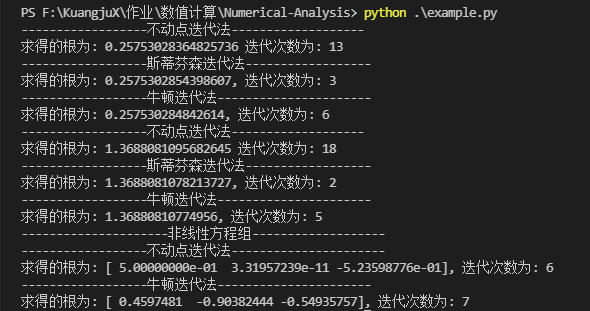 PS F:\KuangjuX\作业\数值计算\Numerical-Analysis> python .\example.py
------------------不动点迭代法-------------------
求得的根为: 0.25753028364825736 迭代次数为: 13
------------------斯蒂芬森迭代法----------------------
求得的根为: 0.2575302854398607, 迭代次数为: 3
------------------牛顿迭代法----------------------
求得的根为: 0.257530284842614, 迭代次数为: 6
------------------不动点迭代法-------------------
求得的根为: 1.3688081095682645 迭代次数为: 18
------------------斯蒂芬森迭代法----------------------
求得的根为: 1.3688081078213727, 迭代次数为: 2
------------------牛顿迭代法----------------------
求得的根为: 1.36880810774956, 迭代次数为: 5
---------------------非线性方程组-------------------
------------------不动点迭代法----------------------
求得的根为: [ 5.00000000e-01  3.31957239e-11 -5.23598776e-01], 迭代次数为: 6
------------------牛顿迭代法----------------------
求得的根为: [ 0.4597481  -0.90382444 -0.54935757], 迭代次数为: 7